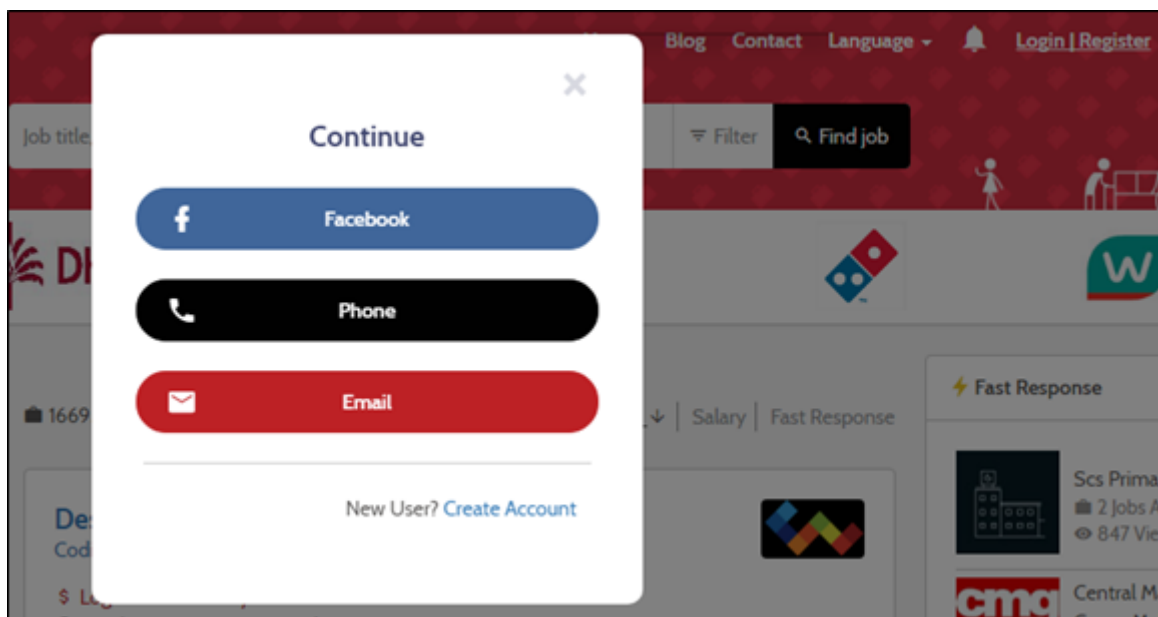 Blog Contact Language Login | Register
Job title,
Filter Find job
Continue
Facebook
Phone
Email
New User? Create Account
1669
Salary Fast Response
Fast Response
Scs Prima
2 Jobs A
847 Vie
Central M
cmg